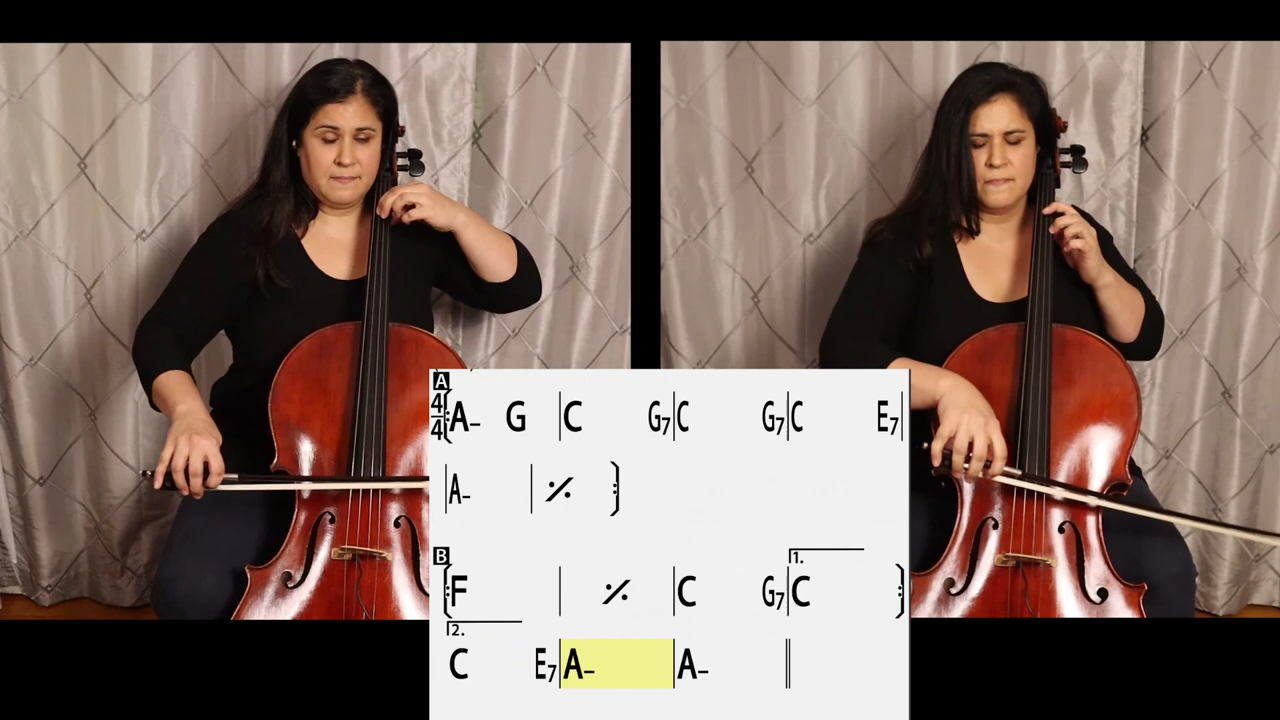 A
4/4 A– G | C G7 | C G7 | C E7 |
| A– | 𝄎
B 1.
F | 𝄎 | C G7 | C
2.
C E7 | A– | A– ||